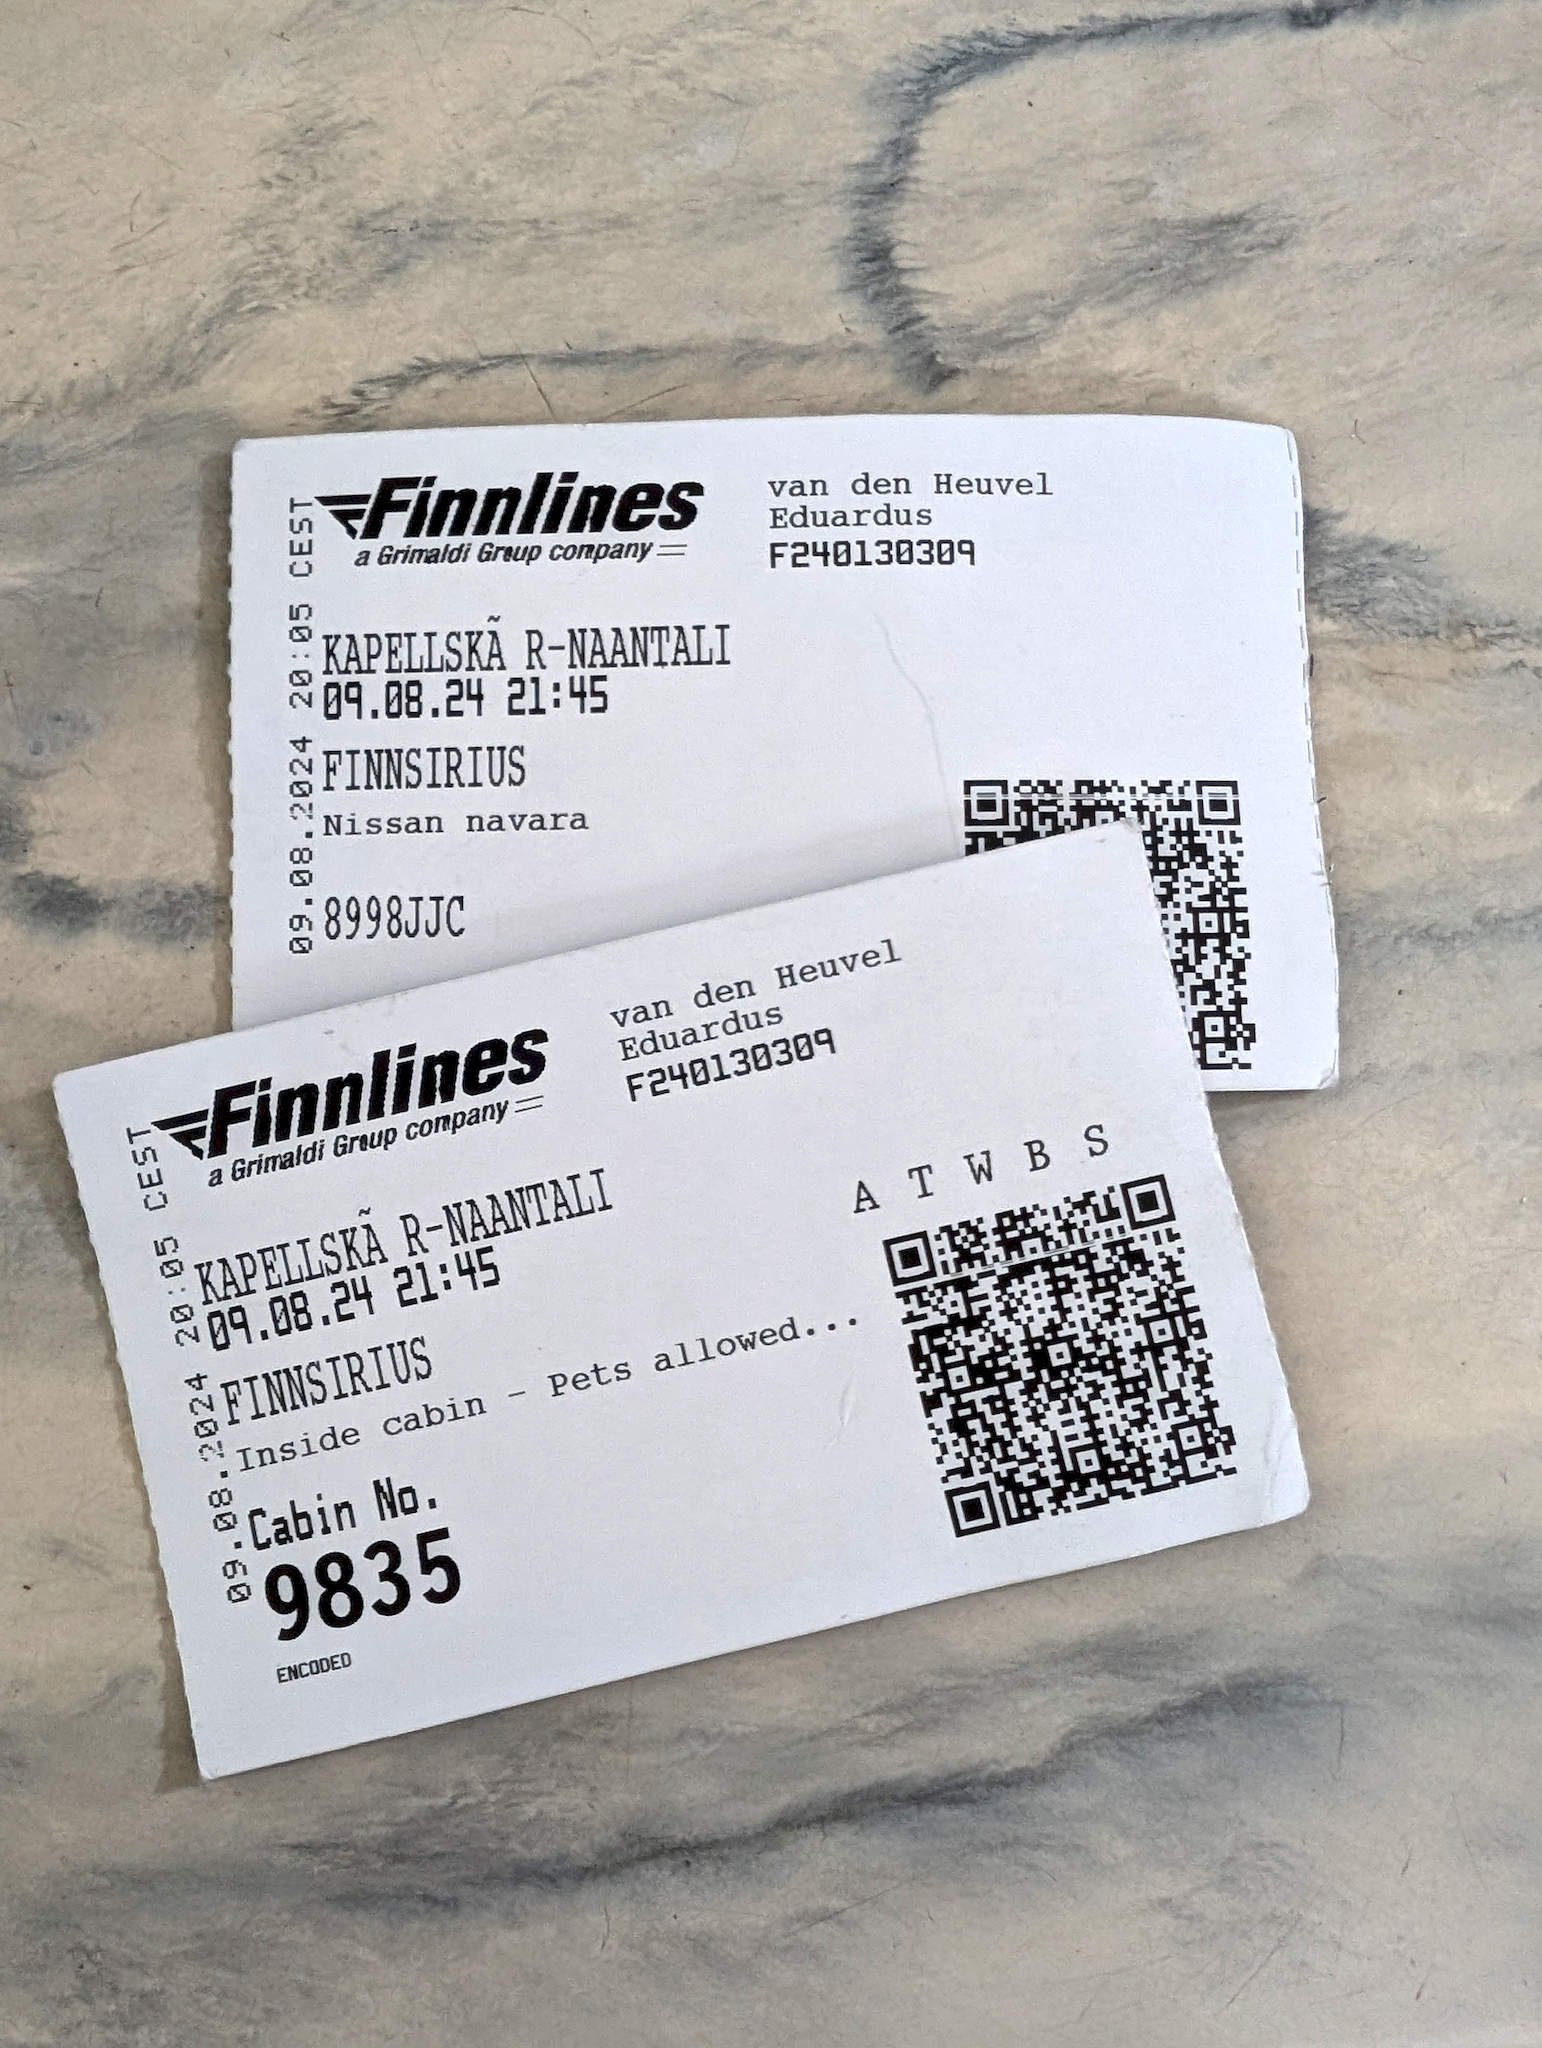 Finnlines
a Grimaldi Group company
van den Heuvel
Eduardus
F240130309
09.08.2024 20:05 CEST
KAPELLSKÃ R-NAANTALI
09.08.24 21:45
FINNSIRIUS
Nissan navara
8998JJC
Finnlines
a Grimaldi Group company
van den Heuvel
Eduardus
F240130309
09.08.2024 20:05 CEST
KAPELLSKÃ R-NAANTALI
09.08.24 21:45
A T W B S
FINNSIRIUS
Inside cabin - Pets allowed...
Cabin No.
9835
ENCODED